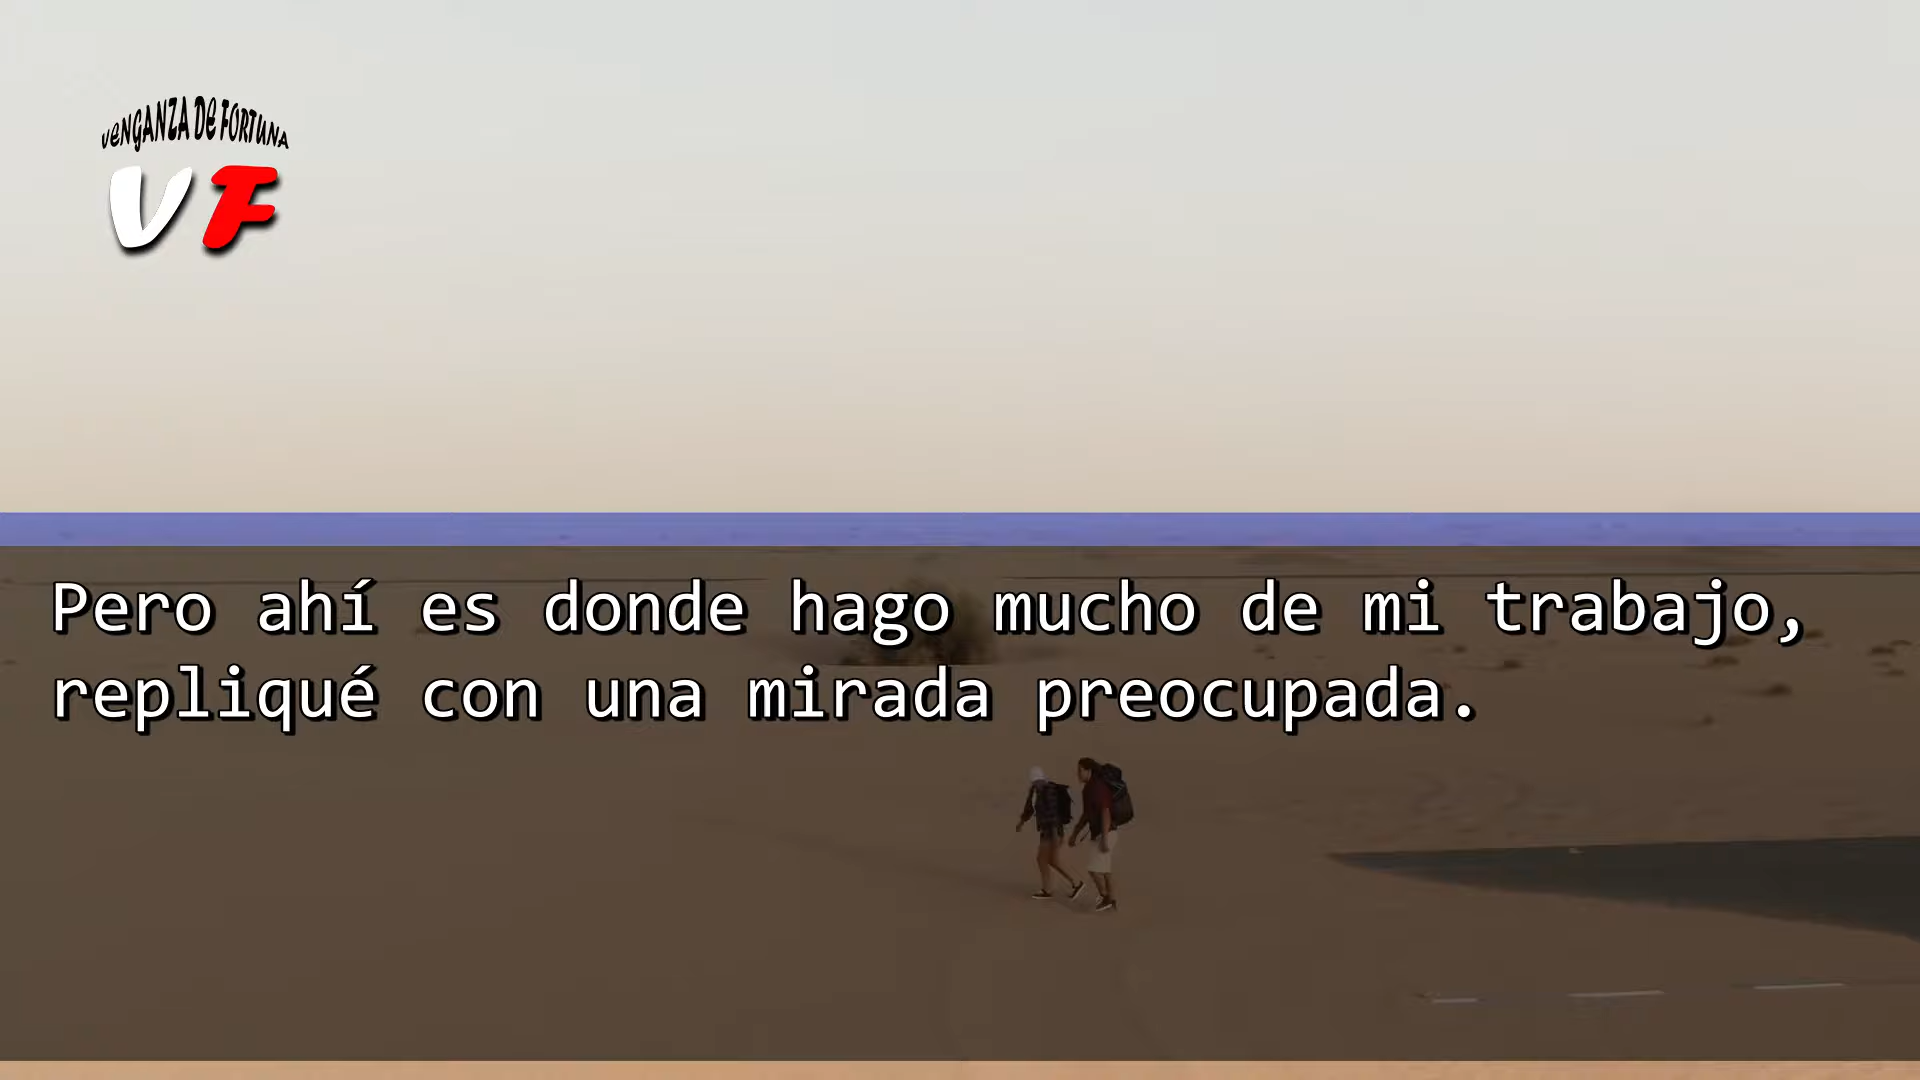 VENGANZA DE FORTUNA
VF
Pero ahí es donde hago mucho de mi trabajo,
repliqué con una mirada preocupada.